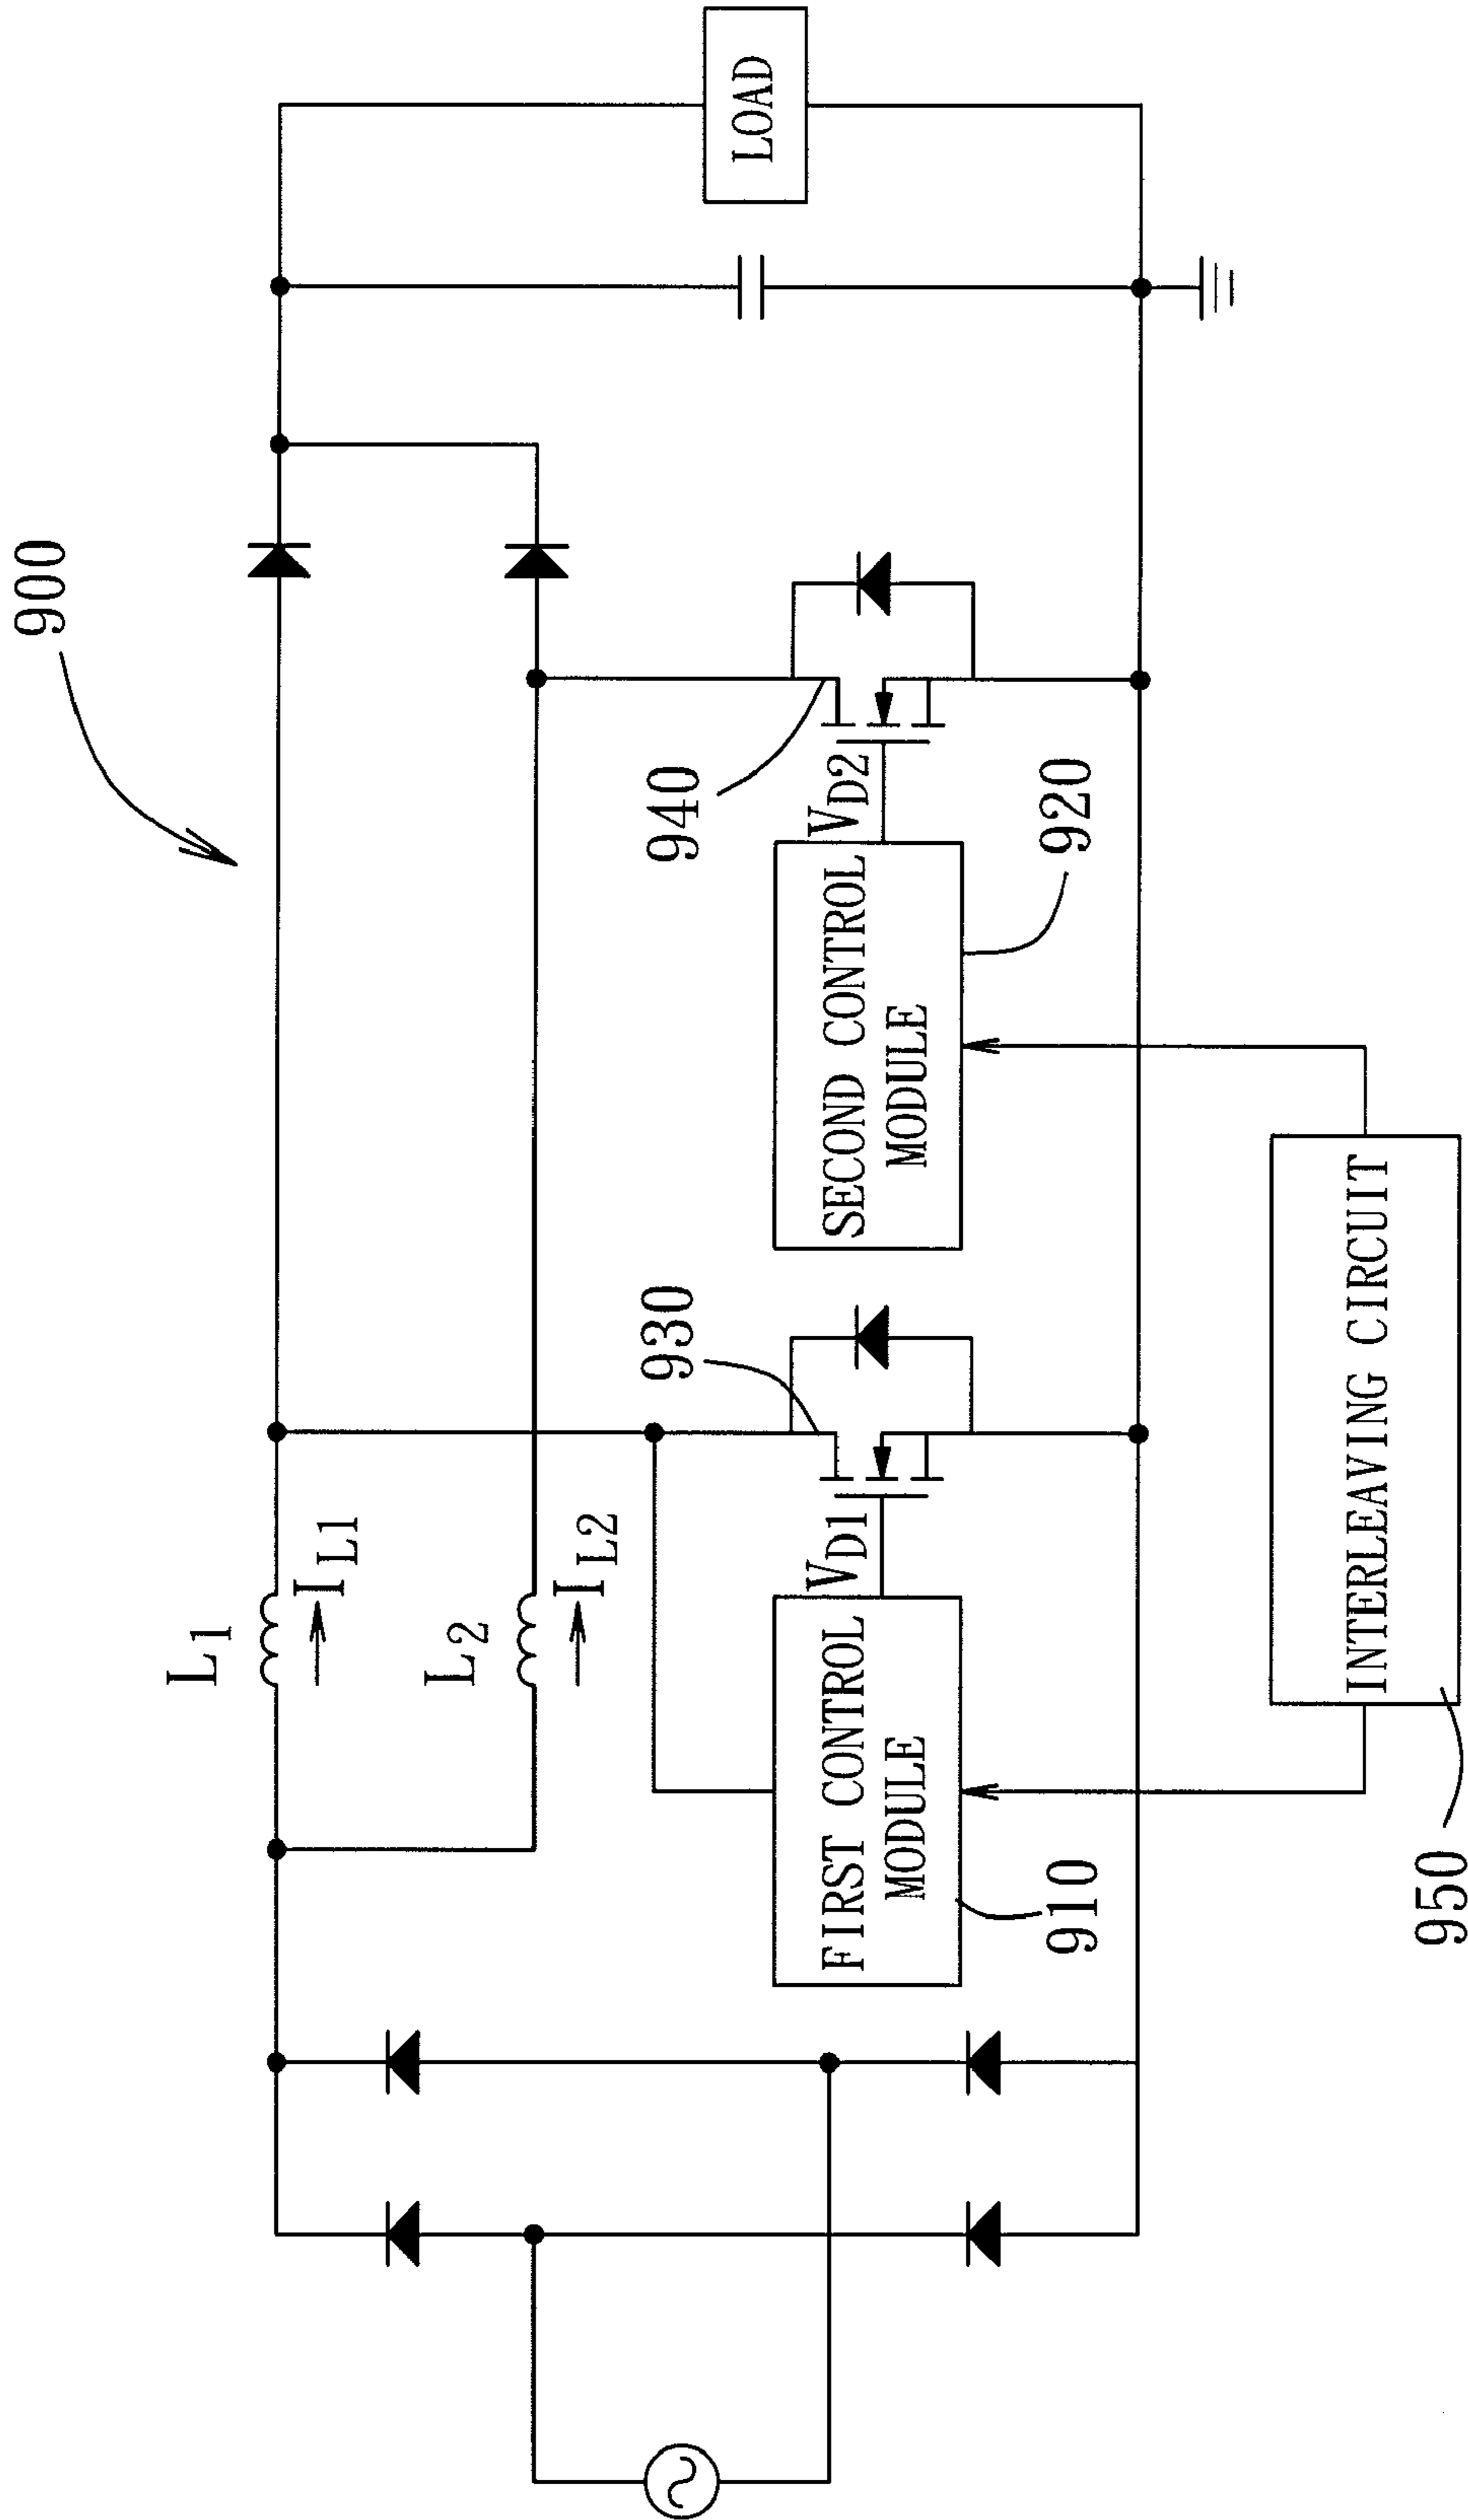 900
L1
IL1
L2
IL2
930
940
VD1
VD2
FIRST CONTROL
MODULE
SECOND CONTROL
MODULE
LOAD
910
920
INTERLEAVING CIRCUIT
950